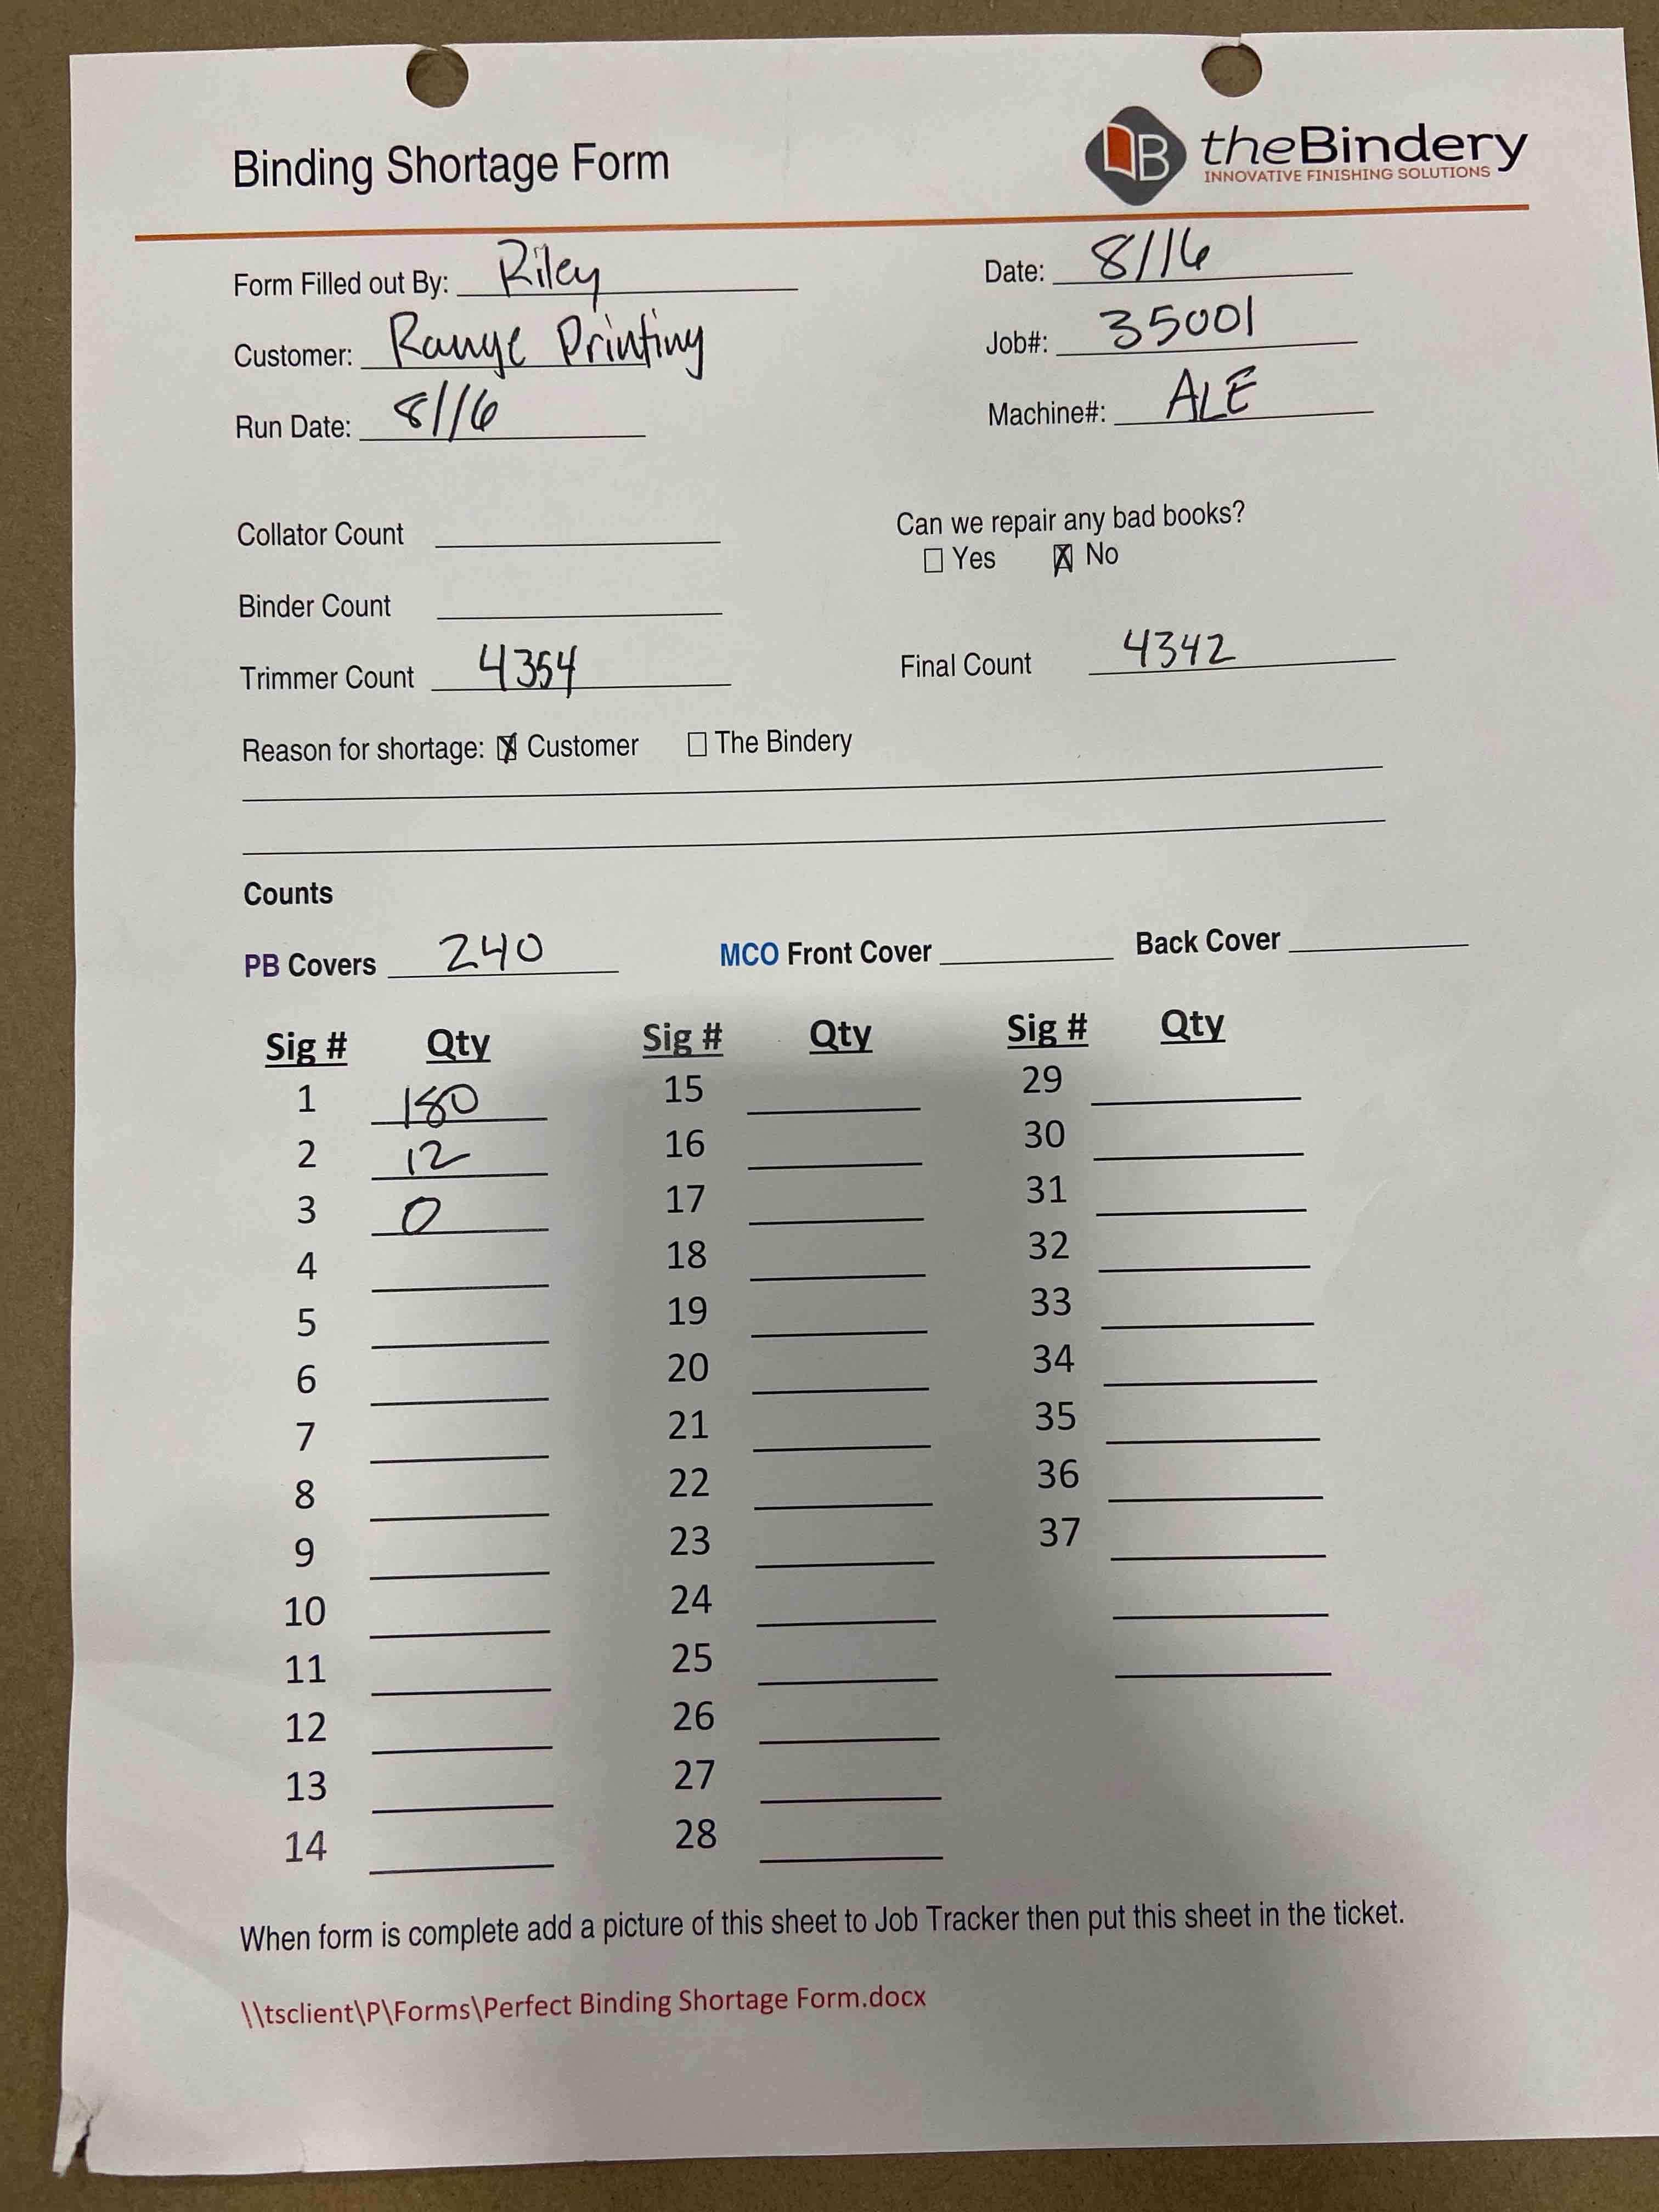 Binding Shortage Form
B theBindery
INNOVATIVE FINISHING SOLUTIONS
Form Filled out By: Riley Date: 8/16
Customer: Range Printing Job#: 35001
Run Date: 8/16 Machine#: ALE
Collator Count Can we repair any bad books?
☐ Yes ☒ No
Binder Count
Trimmer Count 4354 Final Count 4342
Reason for shortage: ☒ Customer ☐ The Bindery
Counts
PB Covers 240 MCO Front Cover Back Cover
Sig # Qty Sig # Qty Sig # Qty
1 180 15 29
2 12 16 30
3 0 17 31
4 18 32
5 19 33
6 20 34
7 21 35
8 22 36
9 23 37
10 24
11 25
12 26
13 27
14 28
When form is complete add a picture of this sheet to Job Tracker then put this sheet in the ticket.
\\tsclient\P\Forms\Perfect Binding Shortage Form.docx